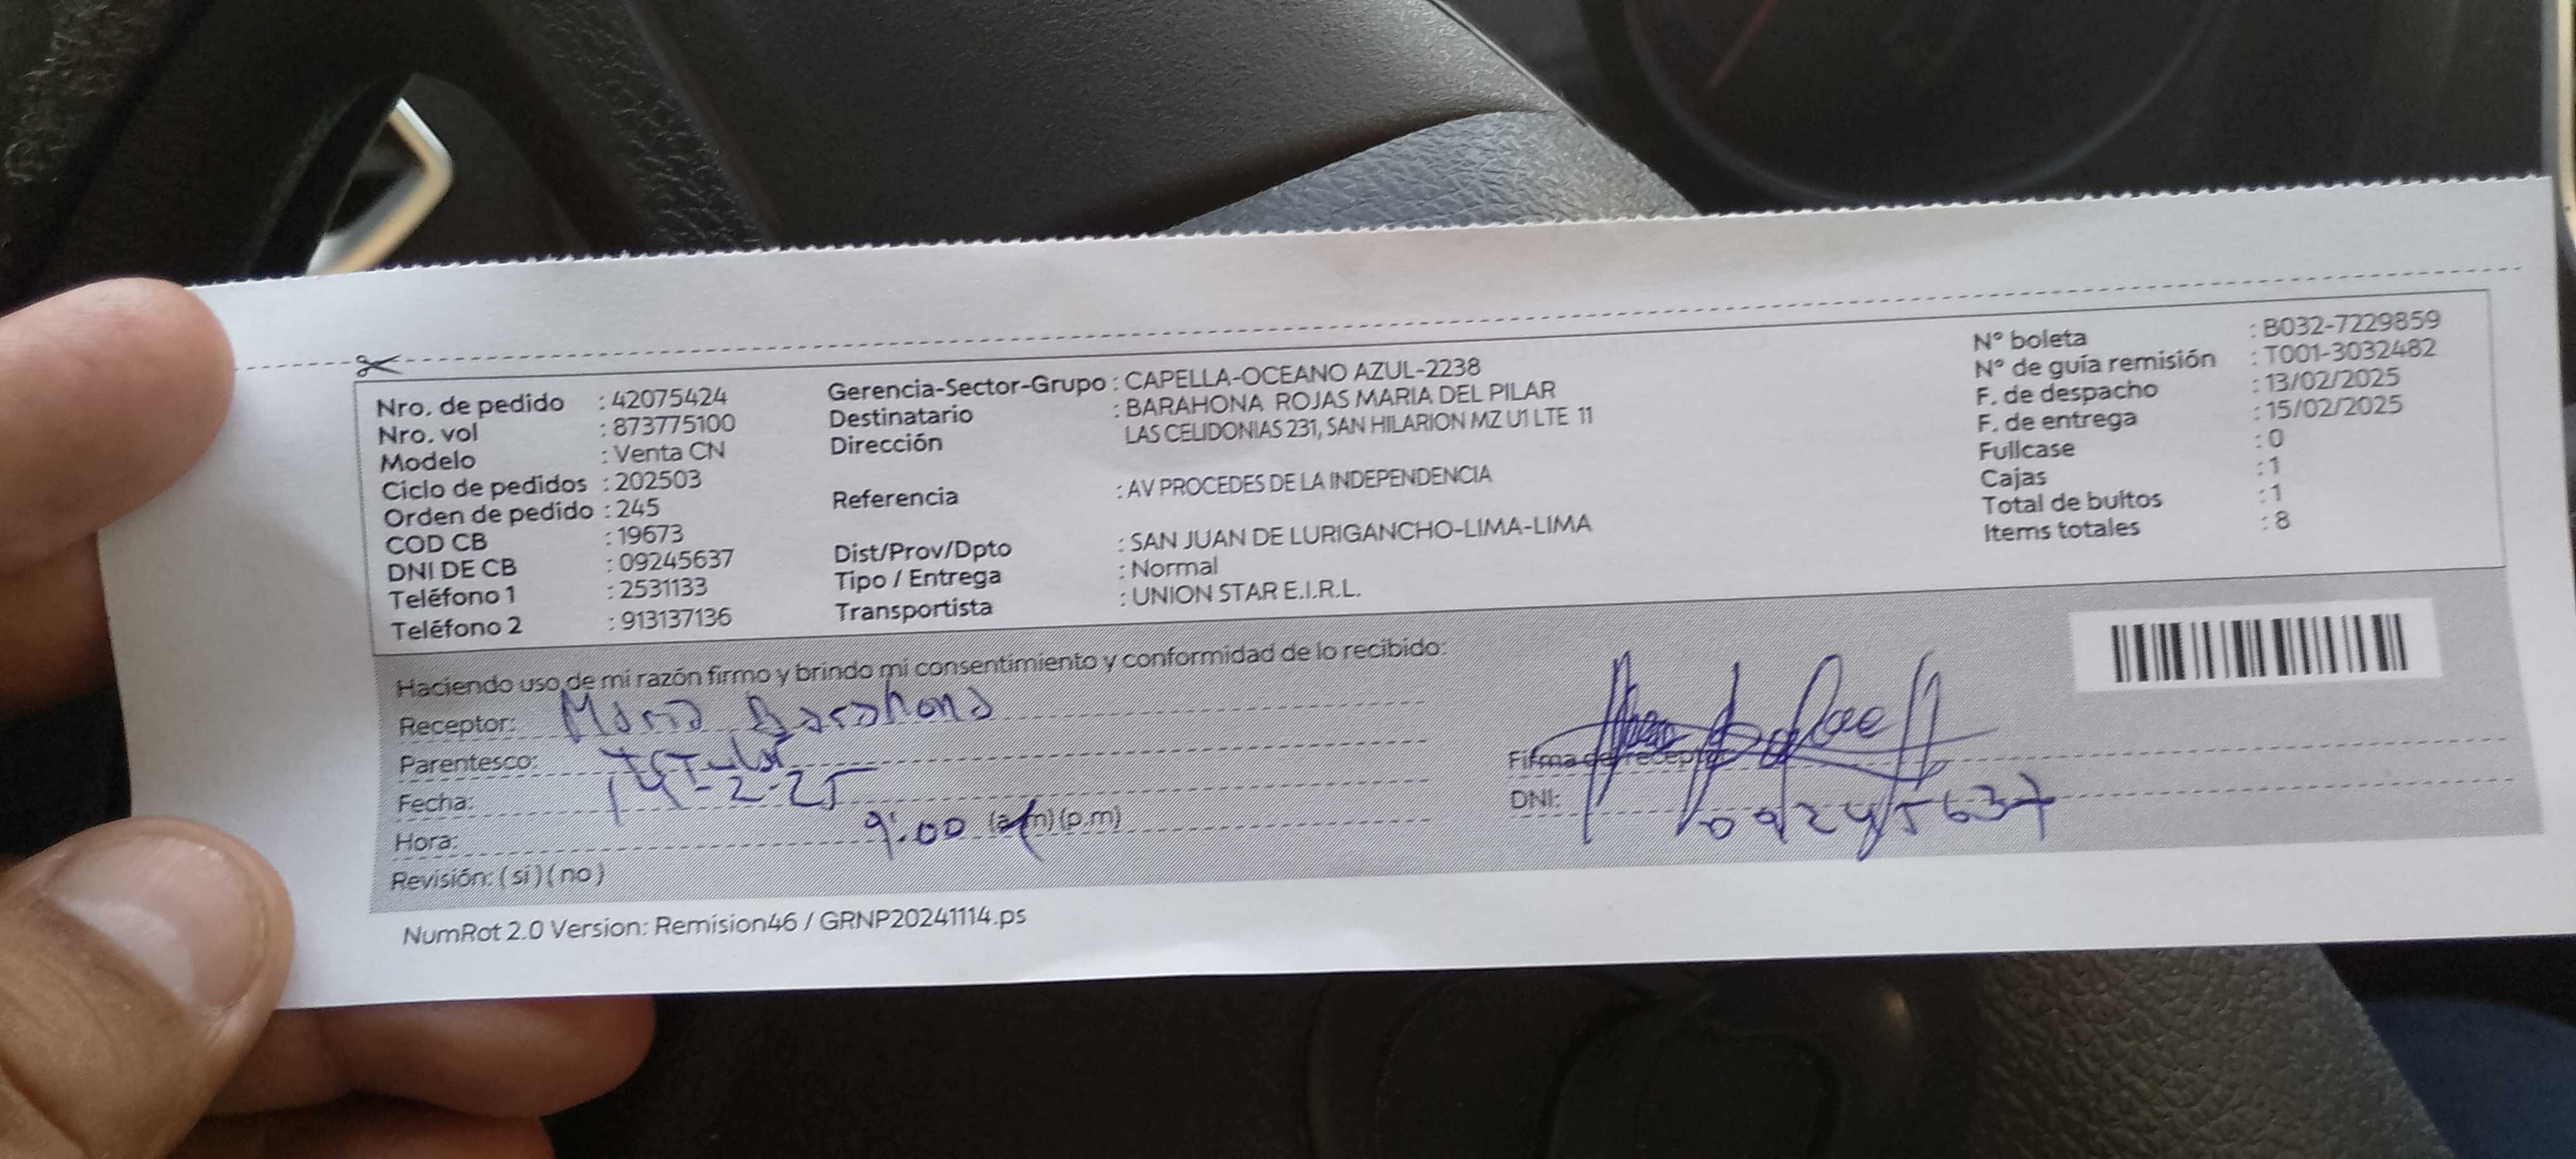 Nro. de pedido : 42075424
Nro. vol : 873775100
Modelo : Venta CN
Ciclo de pedidos : 202503
Orden de pedido : 245
COD CB : 19673
DNI DE CB : 09245637
Teléfono 1 : 2531133
Teléfono 2 : 913137136
Gerencia-Sector-Grupo : CAPELLA-OCEANO AZUL-2238
Destinatario : BARAHONA ROJAS MARIA DEL PILAR
Dirección LAS CELIDONIAS 231, SAN HILARION MZ U1 LTE 11
Referencia : AV PROCEDES DE LA INDEPENDENCIA
Dist/Prov/Dpto : SAN JUAN DE LURIGANCHO-LIMA-LIMA
Tipo / Entrega : Normal
Transportista : UNION STAR E.I.R.L.
N° boleta : B032-7229859
N° de guía remisión : T001-3032482
F. de despacho : 13/02/2025
F. de entrega : 15/02/2025
Fullcase : 0
Cajas : 1
Total de bultos : 1
Items totales : 8
Haciendo uso de mi razón firmo y brindo mi consentimiento y conformidad de lo recibido:
Receptor: Maria Barahona
Parentesco: Titular
Fecha: 14-2-25
Hora: 9:00 (a.m) (p.m)
Revisión: ( si ) ( no )
Firma de receptor
DNI: 09245637
NumRot 2.0 Version: Remision46 / GRNP20241114.ps